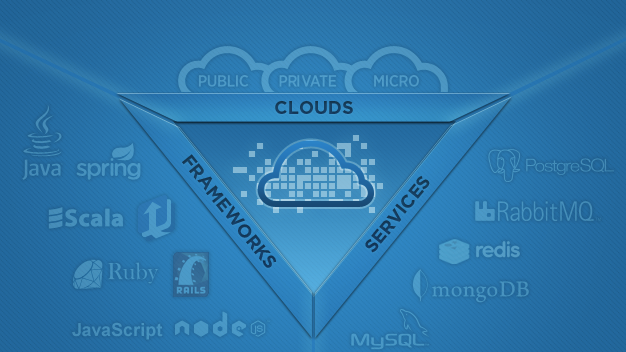 PUBLIC PRIVATE MICRO
CLOUDS
FRAMEWORKS
SERVICES
Java
spring
Scala
Ruby
RAILS
JavaScript
node
JS
PostgreSQL
RabbitMQ
redis
mongoDB
MySQL